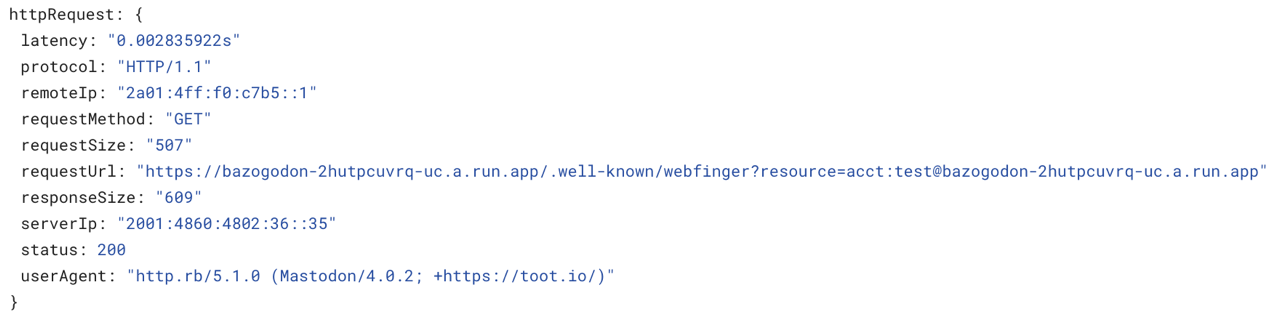 httpRequest: {
latency: "0.002835922s"
protocol: "HTTP/1.1"
remoteIp: "2a01:4ff:f0:c7b5::1"
requestMethod: "GET"
requestSize: "507"
requestUrl: "https://bazogodon-2hutpcuvrq-uc.a.run.app/.well-known/webfinger?resource=acct:test@bazogodon-2hutpcuvrq-uc.a.run.app"
responseSize: "609"
serverIp: "2001:4860:4802:36::35"
status: 200
userAgent: "http.rb/5.1.0 (Mastodon/4.0.2; +https://toot.io/)"
}